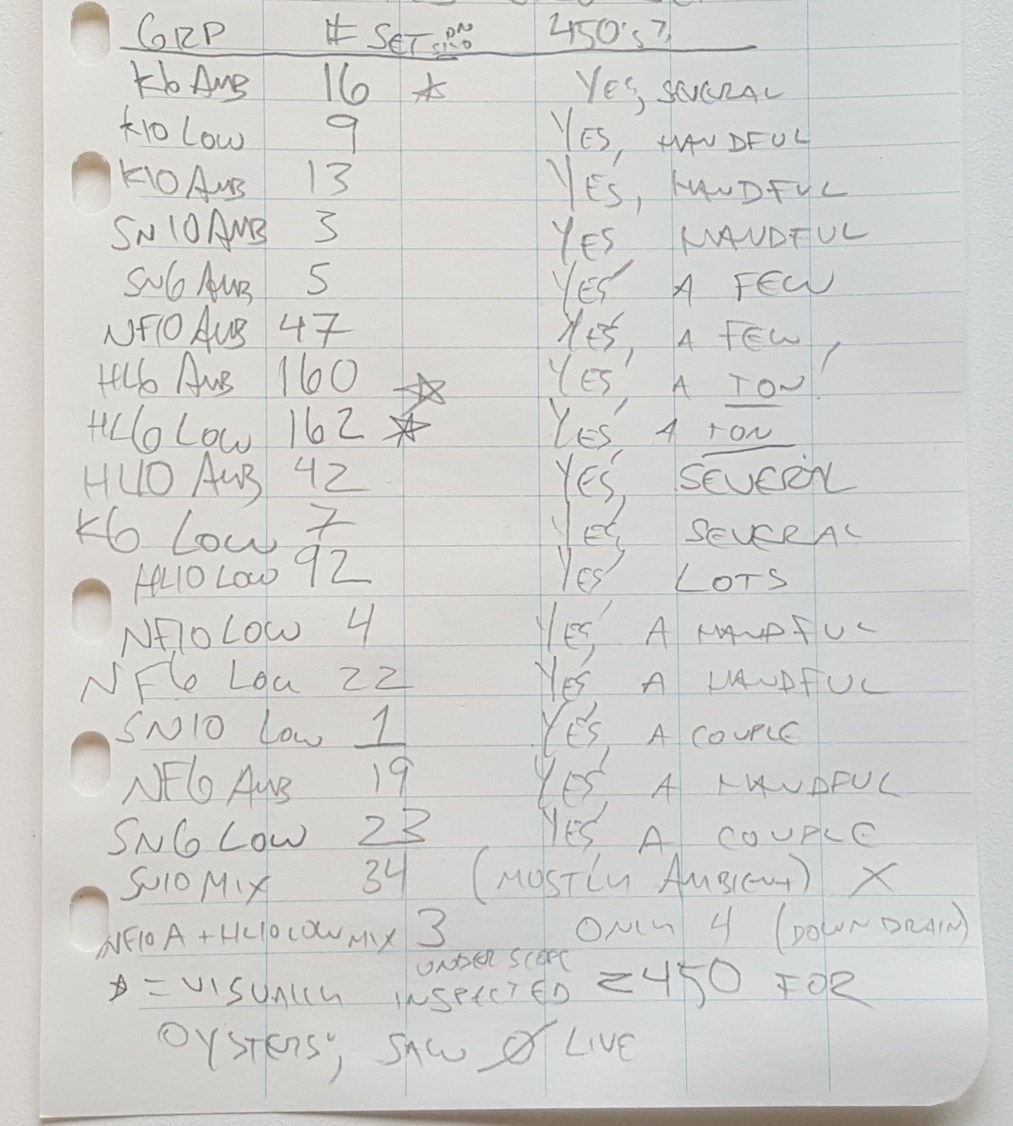 GRP # SET ON SILO 450's?
K6 AMB 16 ☆ YES, SEVERAL
K10 LOW 9 YES, HANDFUL
K10 AMB 13 YES, HANDFUL
SN10 AMB 3 YES HANDFUL
SN6 AMB 5 YES A FEW
NF10 AMB 47 YES, A FEW
HL6 AMB 160 ☆ YES, A TON!
HL6 LOW 162 ☆ YES, A TON
HL10 AMB 42 YES, SEVERAL
K6 LOW 7 YES, SEVERAL
HL10 LOW 92 YES LOTS
NF10 LOW 4 YES, A HANDFUL
NF6 LOW 22 YES A HANDFUL
SN10 LOW 1 YES, A COUPLE
NF6 AMB 19 YES, A HANDFUL
SN6 LOW 23 YES A COUPLE
SN10 MIX 34 (MOSTLY AMBIENT) X
NF10 A + HL10 LOW MIX 3 ONLY 4 (DOWN DRAIN)
☆ = VISUALLY INSPECTED UNDER SCOPE ≥450 FOR
OYSTERS; SAW Ø LIVE